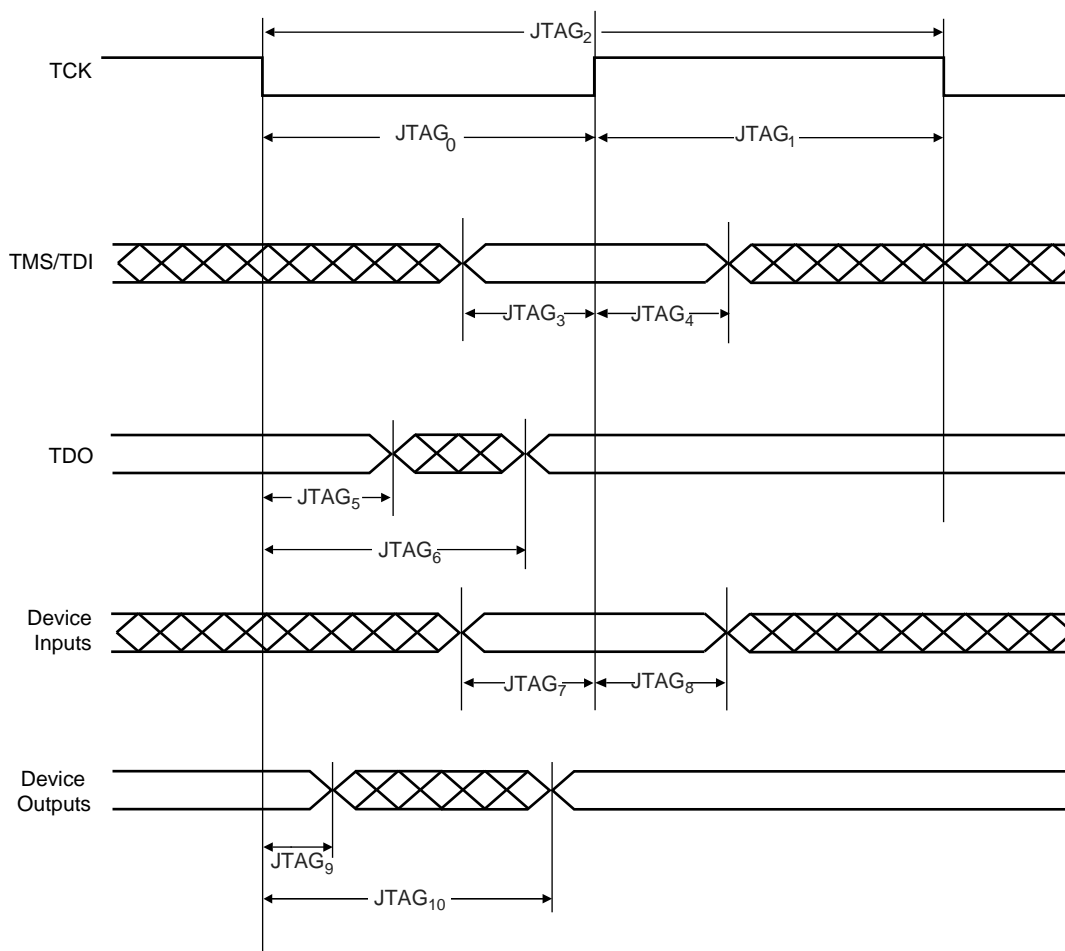 JTAG₂
TCK
JTAG₀
JTAG₁
TMS/TDI
JTAG₃
JTAG₄
TDO
JTAG₅
JTAG₆
Device
Inputs
JTAG₇
JTAG₈
Device
Outputs
JTAG₉
JTAG₁₀